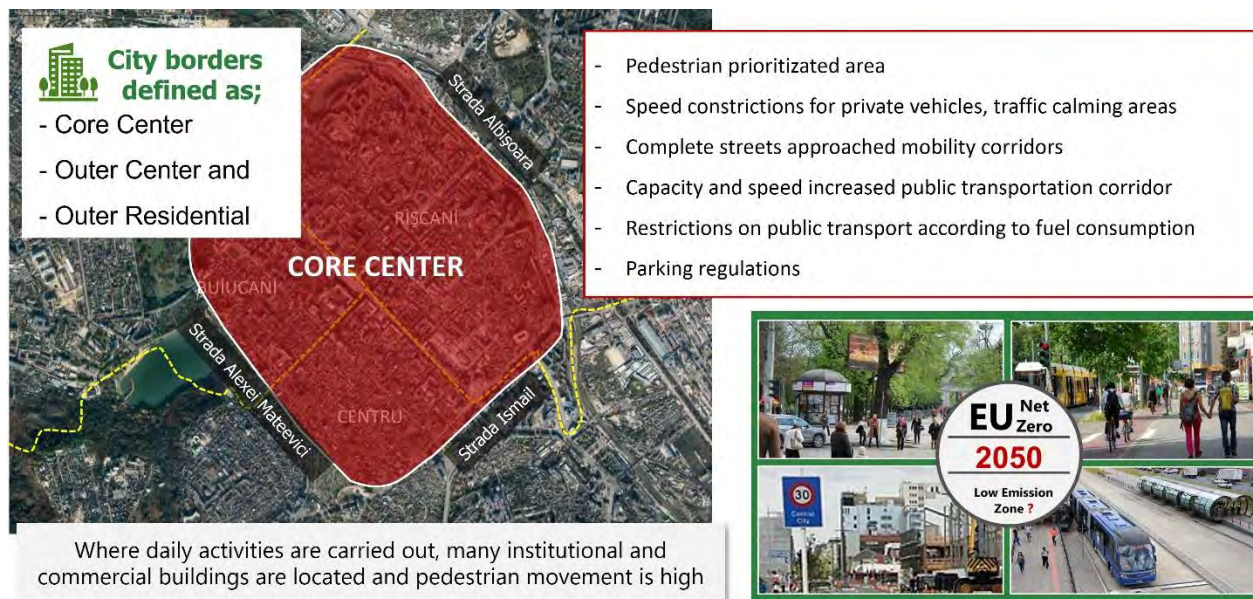 City borders
defined as;
- Core Center
- Outer Center and
- Outer Residential
Strada Albişoara
RÎŞCANİ
CORE CENTER
BUİUCANİ
Strada Alexei Mateevici
CENTRU
Strada Ismail
Where daily activities are carried out, many institutional and
commercial buildings are located and pedestrian movement is high
- Pedestrian prioritizated area
- Speed constrictions for private vehicles, traffic calming areas
- Complete streets approached mobility corridors
- Capacity and speed increased public transportation corridor
- Restrictions on public transport according to fuel consumption
- Parking regulations
EU Net
Zero
2050
Low Emission
Zone ?
30
Central
City